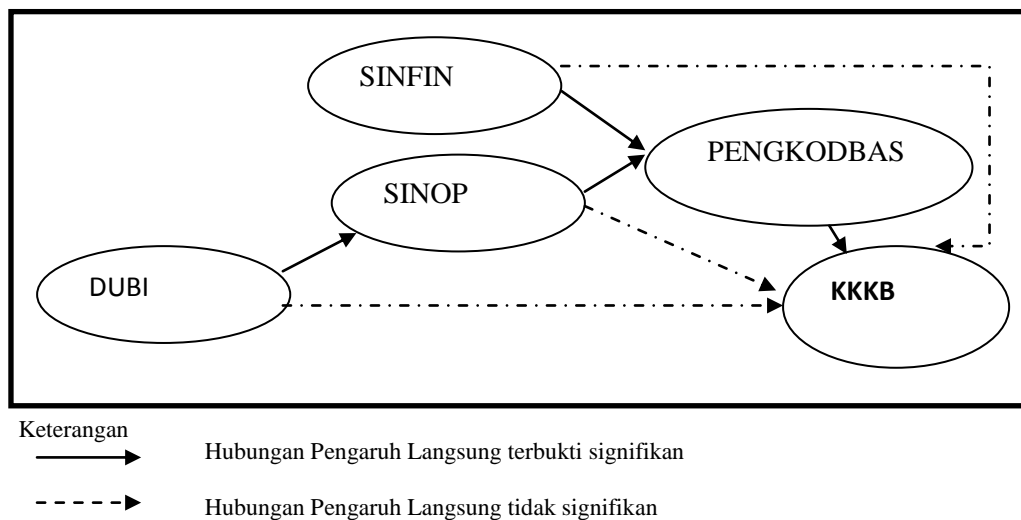 SINFIN
PENGKODBAS
SINOP
DUBI
KKKB
Keterangan
Hubungan Pengaruh Langsung terbukti signifikan
Hubungan Pengaruh Langsung tidak signifikan